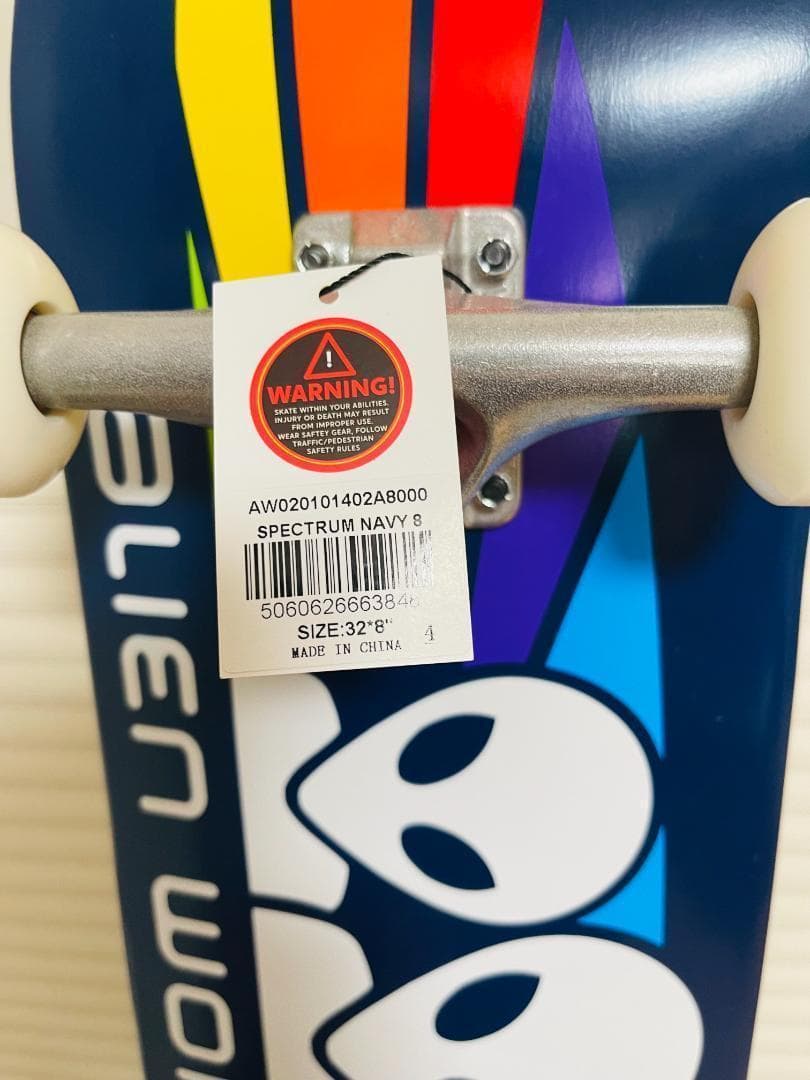 !
WARNING!
SKATE WITHIN YOUR ABILITIES.
INJURY OR DEATH MAY RESULT
FROM IMPROPER USE.
WEAR SAFTEY GEAR, FOLLOW
TRAFFIC/PEDESTRIAN
SAFETY RULES
AW020101402A8000
SPECTRUM NAVY 8
SIZE:32*8"
MADE IN CHINA
4
ALIEN WOR